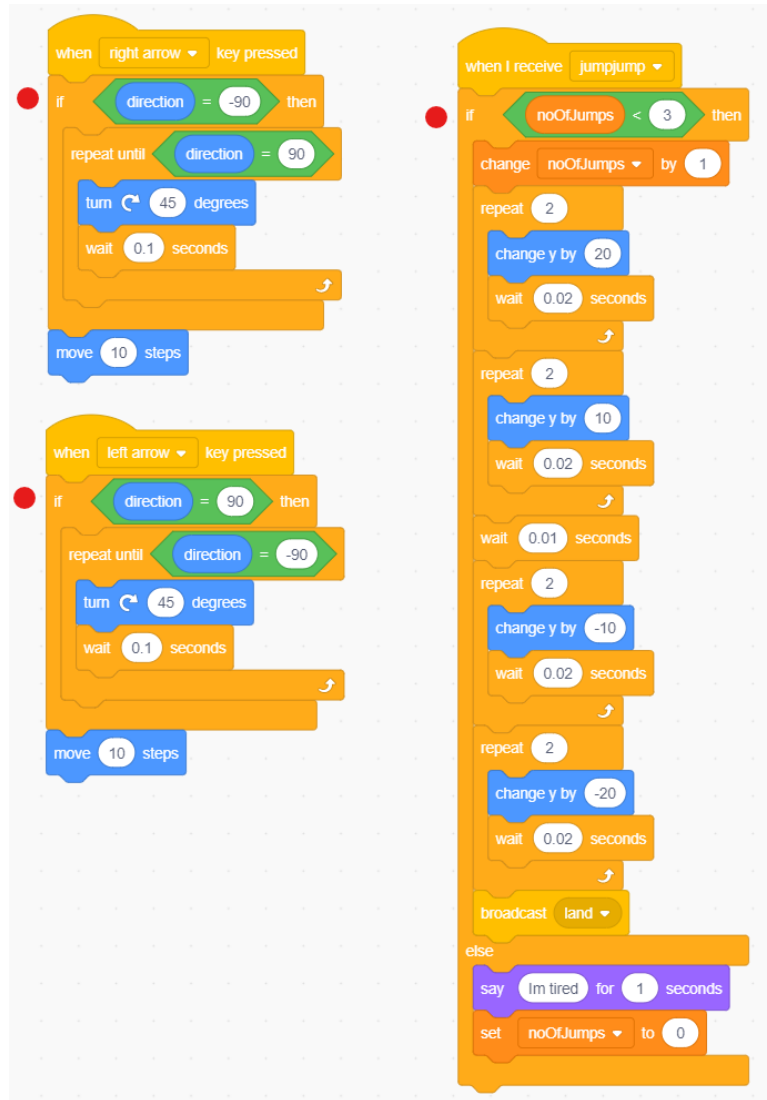 when right arrow key pressed
if direction = -90 then
repeat until direction = 90
turn 45 degrees
wait 0.1 seconds
move 10 steps
when left arrow key pressed
if direction = 90 then
repeat until direction = -90
turn 45 degrees
wait 0.1 seconds
move 10 steps
when I receive jumpjump
if noOfJumps < 3 then
change noOfJumps by 1
repeat 2
change y by 20
wait 0.02 seconds
repeat 2
change y by 10
wait 0.02 seconds
wait 0.01 seconds
repeat 2
change y by -10
wait 0.02 seconds
repeat 2
change y by -20
wait 0.02 seconds
broadcast land
else
say Im tired for 1 seconds
set noOfJumps to 0